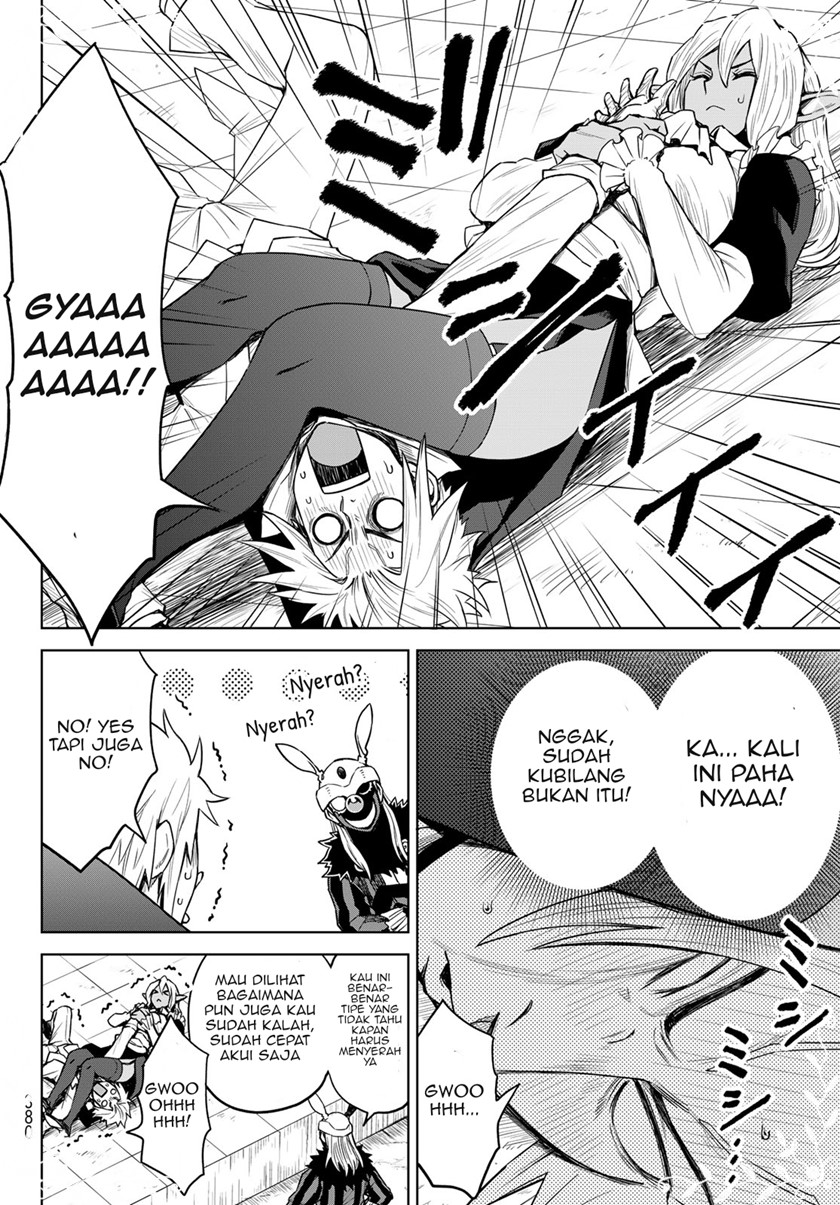 GYAAA
AAAAA
AAAA!!
KA... KALI
INI PAHA
NYAAA!
NGGAK,
SUDAH
KUBILANG
BUKAN ITU!
GWOO
HHH...
Nyerah?
Nyerah?
NO! YES
TAPI JUGA
NO!
KAU INI
BENAR-
BENAR
TIPE YANG
TIDAK TAHU
KAPAN
HARUS
MENYERAH
YA
MAU DILIHAT
BAGAIMANA
PUN JUGA KAU
SUDAH KALAH,
SUDAH CEPAT
AKUI SAJA
GWOO
OHHH
HHH!